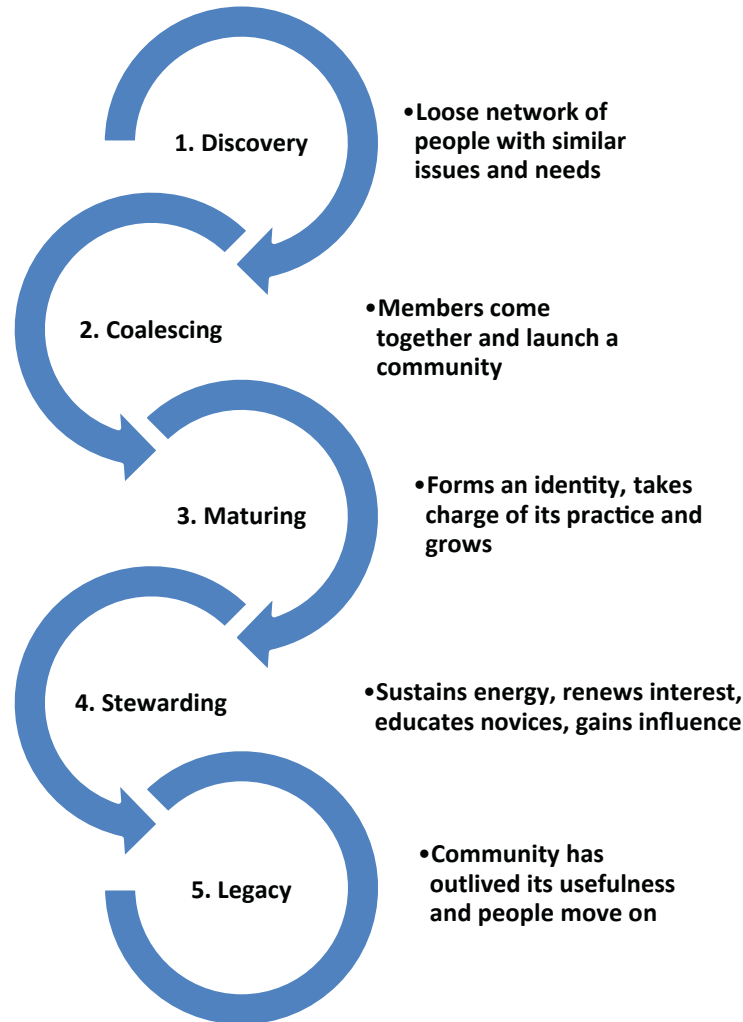 1. Discovery
•Loose network of
people with similar
issues and needs
2. Coalescing
•Members come
together and launch a
community
3. Maturing
•Forms an identity, takes
charge of its practice and
grows
4. Stewarding
•Sustains energy, renews interest,
educates novices, gains influence
5. Legacy
•Community has
outlived its usefulness
and people move on